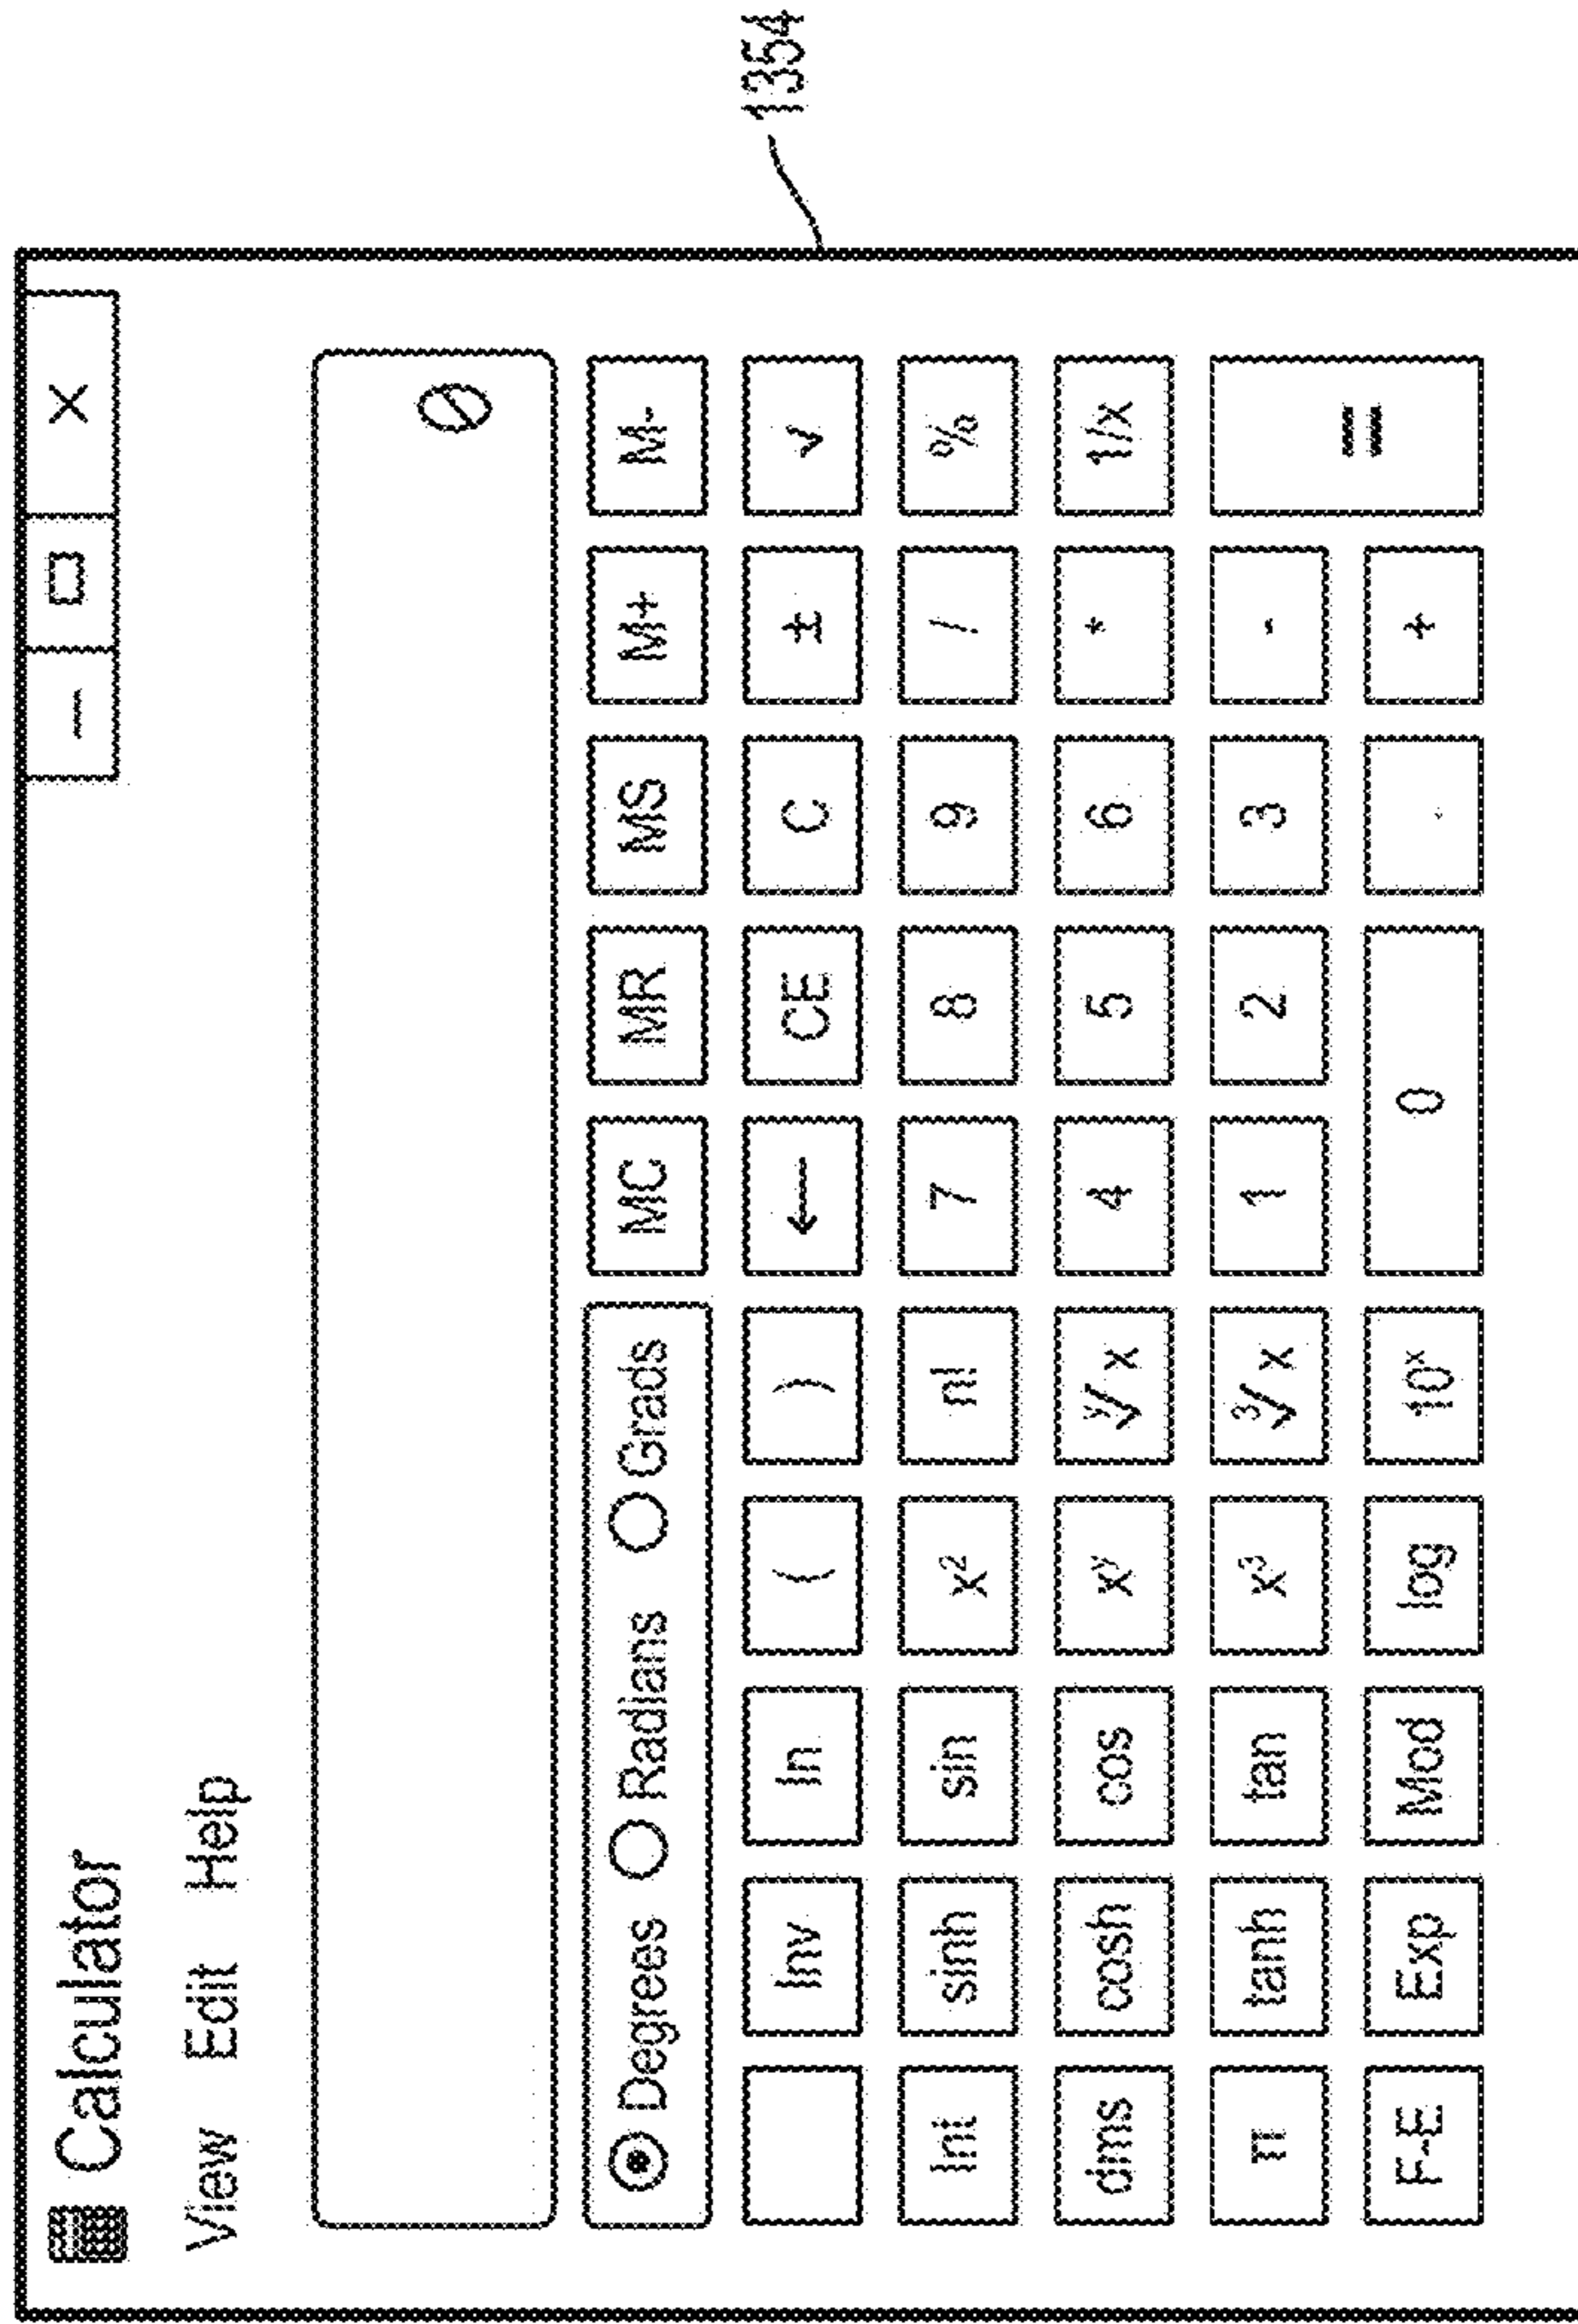 Calculator − □ X
View Edit Help
0
Degrees Radians Grads MC MR MS M+ M-
Inv ln ( ) ← CE C ± √
Int sinh sin x² n! 7 8 9 / %
dms cosh cos xʸ ʸ√x 4 5 6 * 1/x
π tanh tan x³ ³√x 1 2 3 - =
F-E Exp Mod log 10ˣ 0 . +
1354